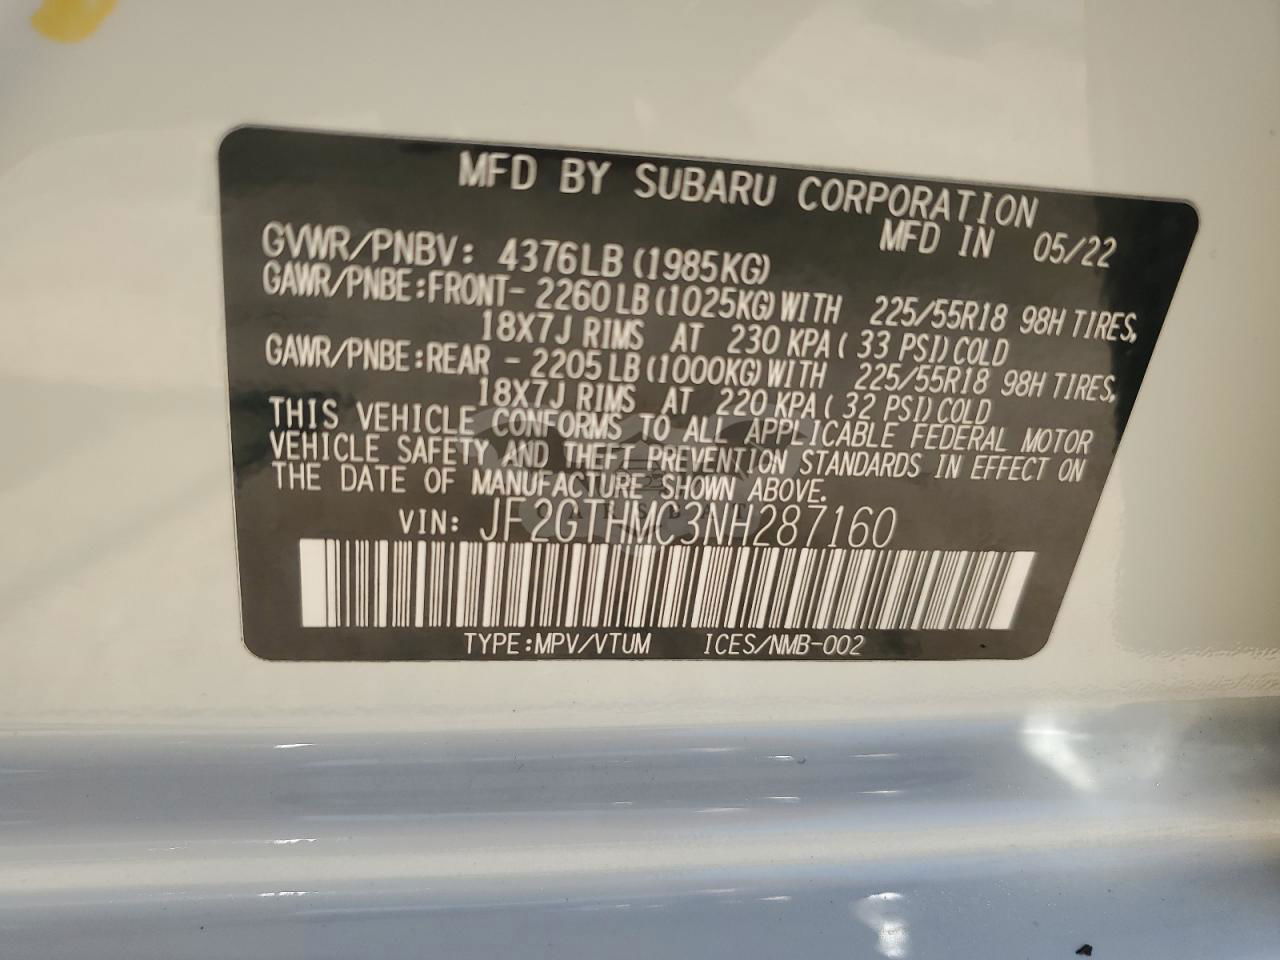 MFD BY SUBARU CORPORATION
MFD IN 05/22
GVWR/PNBV: 4376LB (1985KG)
GAWR/PNBE:FRONT- 2260LB(1025KG)WITH 225/55R18 98H TIRES,
18X7J RIMS AT 230 KPA( 33 PSI)COLD
GAWR/PNBE:REAR - 2205LB(1000KG)WITH 225/55R18 98H TIRES,
18X7J RIMS AT 220 KPA( 32 PSI)COLD
THIS VEHICLE CONFORMS TO ALL APPLICABLE FEDERAL MOTOR
VEHICLE SAFETY AND THEFT PREVENTION STANDARDS IN EFFECT ON
THE DATE OF MANUFACTURE SHOWN ABOVE.
VIN: JF2GTHMC3NH287160
TYPE:MPV/VTUM ICES/NMB-002